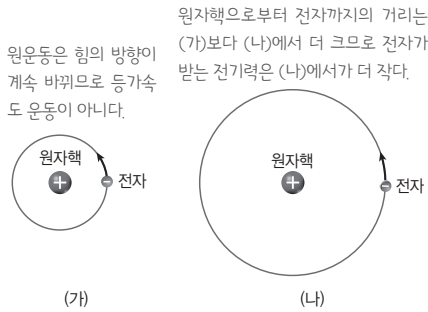 원운동은 힘의 방향이
계속 바뀌므로 등가속
도 운동이 아니다.
원자핵으로부터 전자까지의 거리는
(가)보다 (나)에서 더 크므로 전자가
받는 전기력은 (나)에서가 더 작다.
원자핵
+
전자
(가)
원자핵
+
전자
(나)